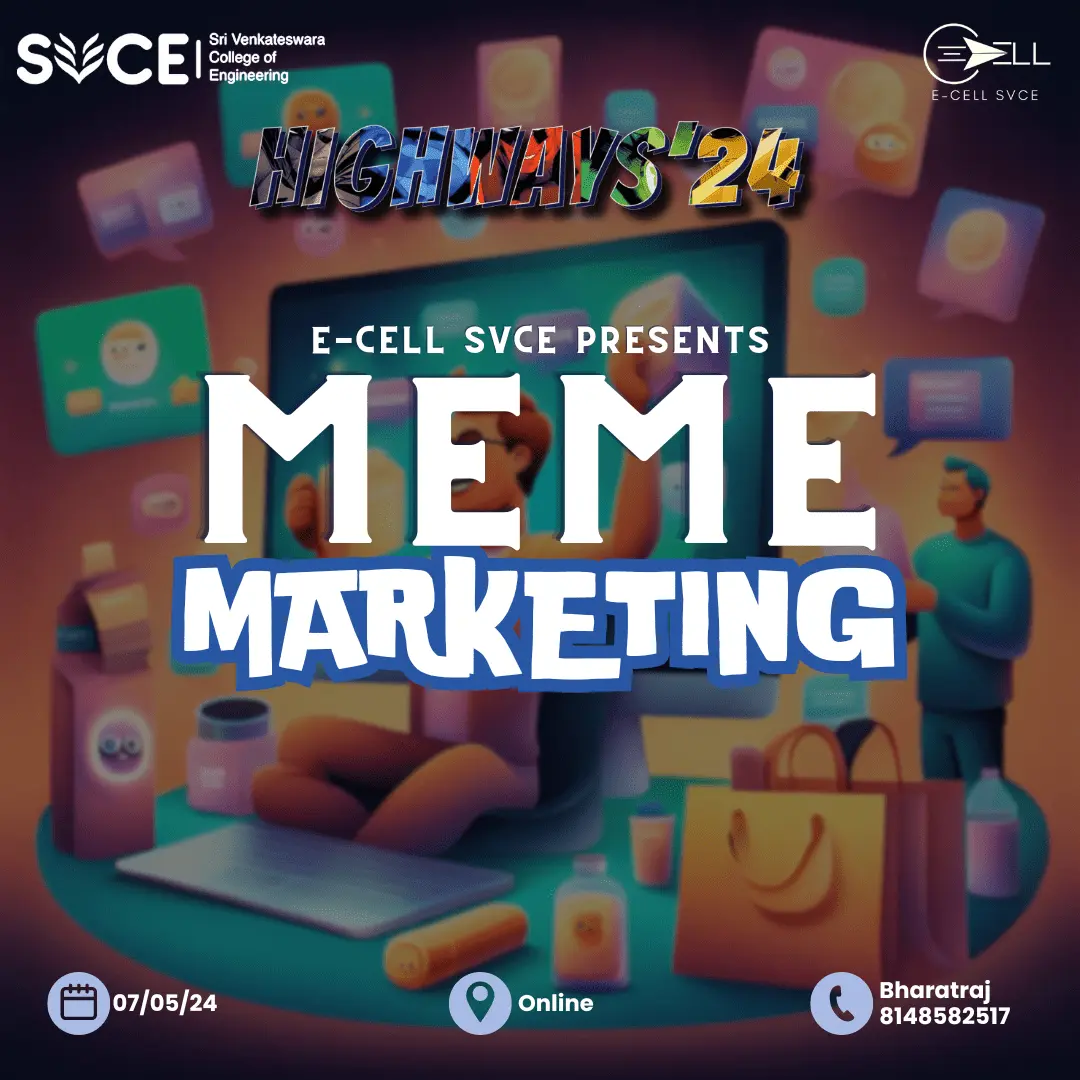 SVCE
Sri Venkateswara
College of
Engineering
E-CELL
E-CELL SVCE
HIGHWAYS'24
E-CELL SVCE PRESENTS
MEME
MARKETING
07/05/24
Online
Bharatraj
8148582517